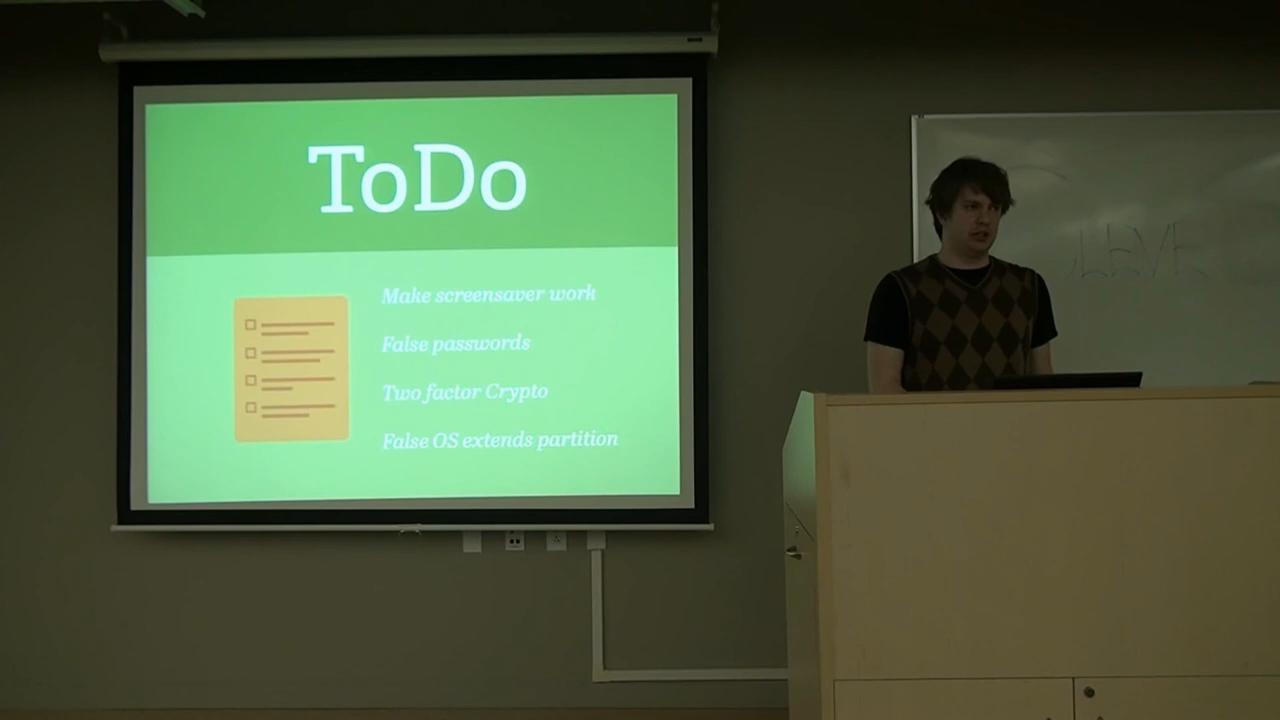 ToDo
Make screensaver work
False passwords
Two factor Crypto
False OS extends partition